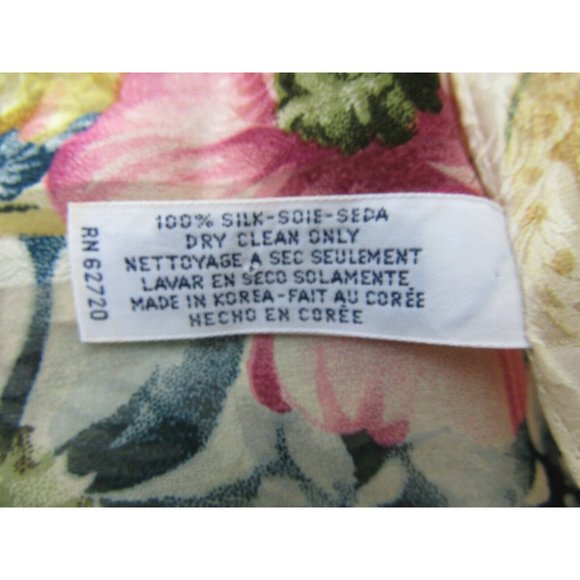 100% SILK-SOIE-SEDA
DRY CLEAN ONLY
NETTOYAGE A SEC SEULEMENT
LAVAR EN SECO SOLAMENTE
MADE IN KOREA-FAIT AU CORÉE
HECHO EN CORÉE
RN 62720